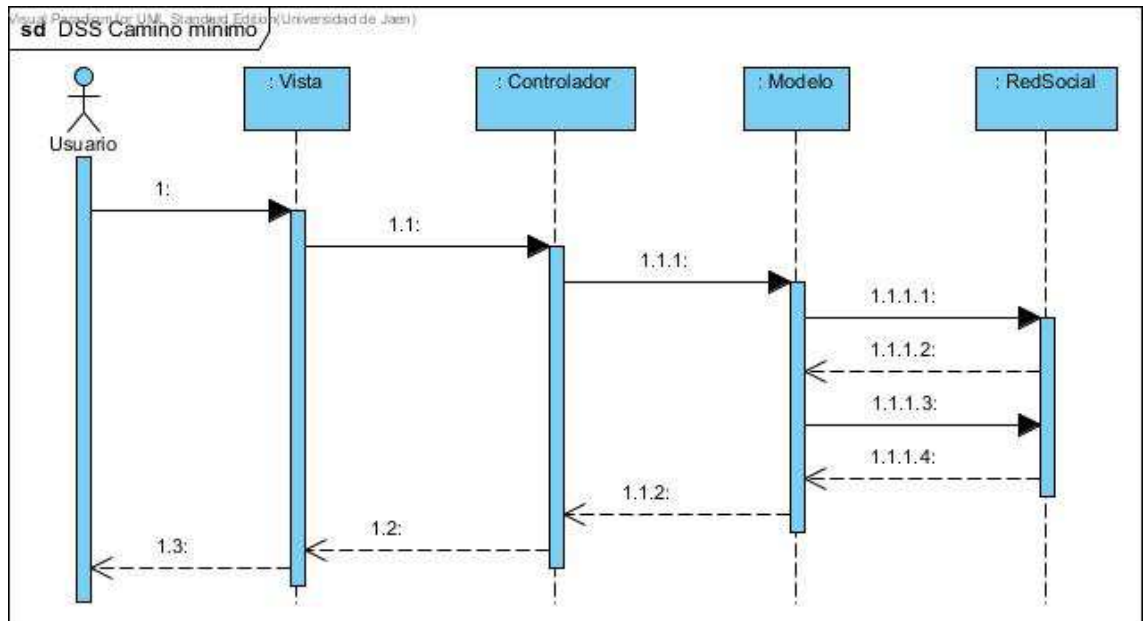 Visual Paradigm for UML Standard Edition(Universidad de Jaen)
sd DSS Camino minimo
: Vista
: Controlador
: Modelo
: RedSocial
Usuario
1:
1.1:
1.1.1:
1.1.1.1:
1.1.1.2:
1.1.1.3:
1.1.1.4:
1.1.2:
1.2:
1.3: